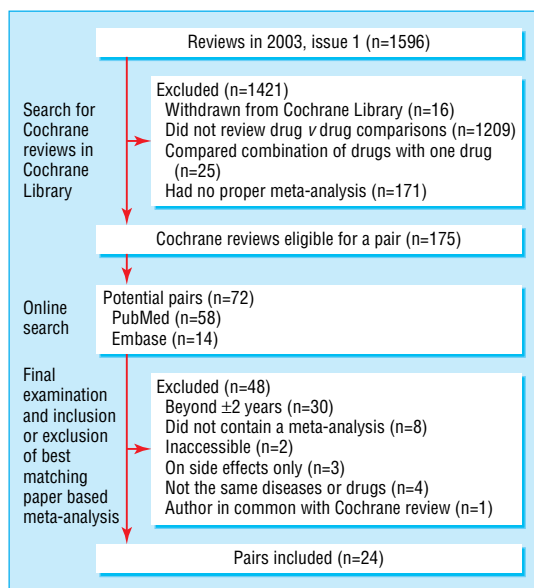 Reviews in 2003, issue 1 (n=1596)
Search for
Cochrane
reviews in
Cochrane
Library
Excluded (n=1421)
Withdrawn from Cochrane Library (n=16)
Did not review drug v drug comparisons (n=1209)
Compared combination of drugs with one drug
(n=25)
Had no proper meta-analysis (n=171)
Cochrane reviews eligible for a pair (n=175)
Online
search
Potential pairs (n=72)
PubMed (n=58)
Embase (n=14)
Final
examination
and inclusion
or exclusion
of best
matching
paper based
meta-analysis
Excluded (n=48)
Beyond ±2 years (n=30)
Did not contain a meta-analysis (n=8)
Inaccessible (n=2)
On side effects only (n=3)
Not the same diseases or drugs (n=4)
Author in common with Cochrane review (n=1)
Pairs included (n=24)